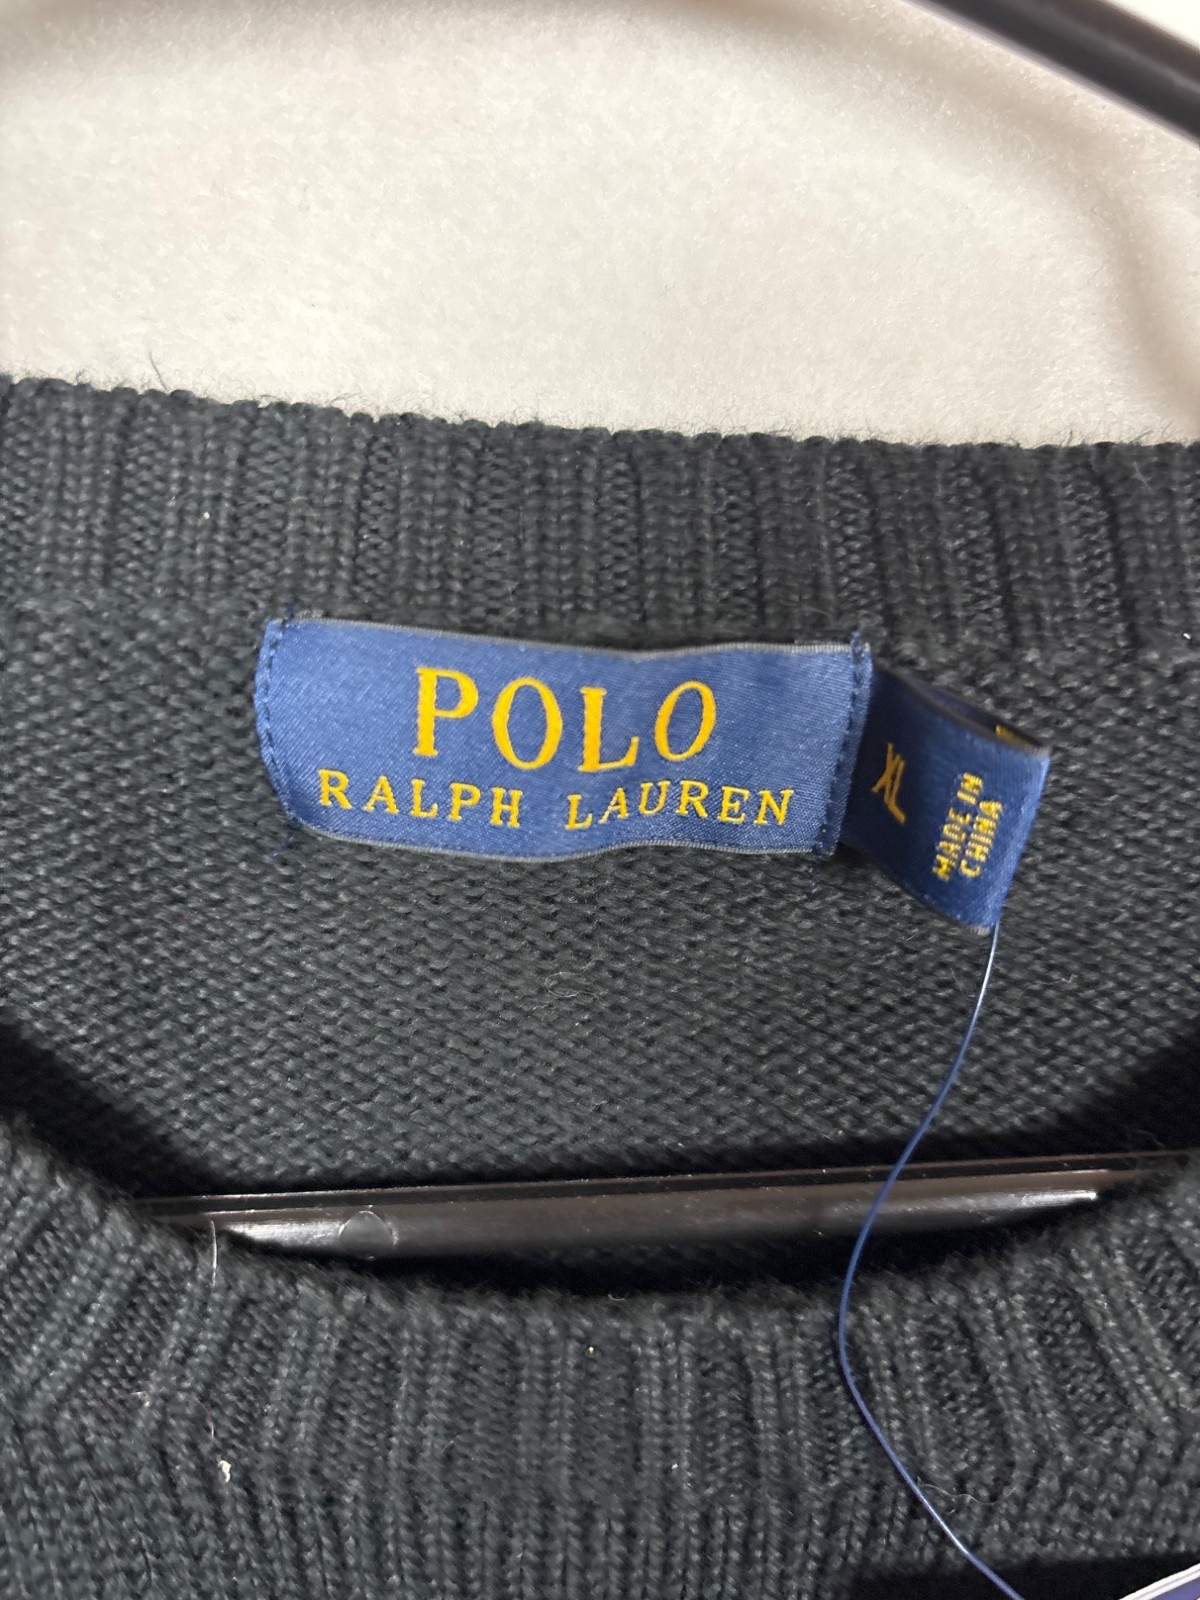 POLO
RALPH LAUREN
XL
MADE IN
CHINA